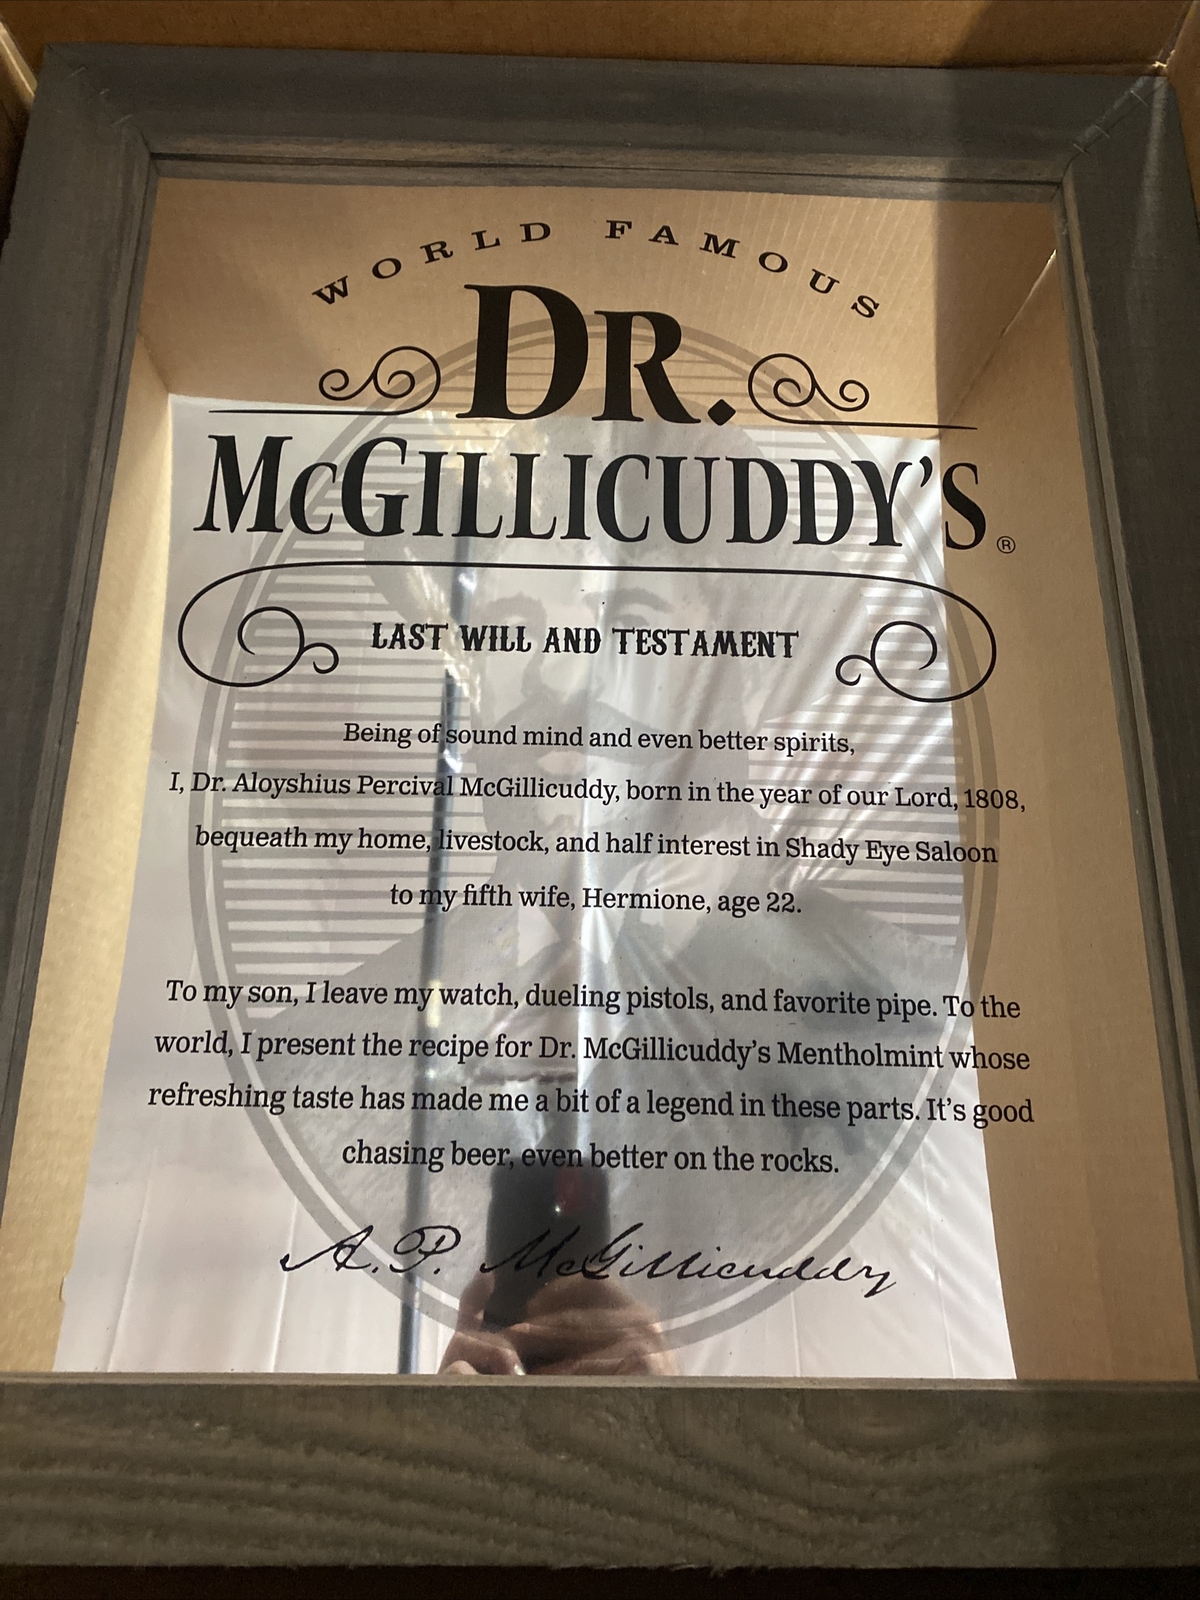 WORLD FAMOUS
DR.
McGILLICUDDY'S®
LAST WILL AND TESTAMENT
Being of sound mind and even better spirits,
I, Dr. Aloyshius Percival McGillicuddy, born in the year of our Lord, 1808,
bequeath my home, livestock, and half interest in Shady Eye Saloon
to my fifth wife, Hermione, age 22.
To my son, I leave my watch, dueling pistols, and favorite pipe. To the
world, I present the recipe for Dr. McGillicuddy's Mentholmint whose
refreshing taste has made me a bit of a legend in these parts. It's good
chasing beer, even better on the rocks.
A. P. McGillicuddy